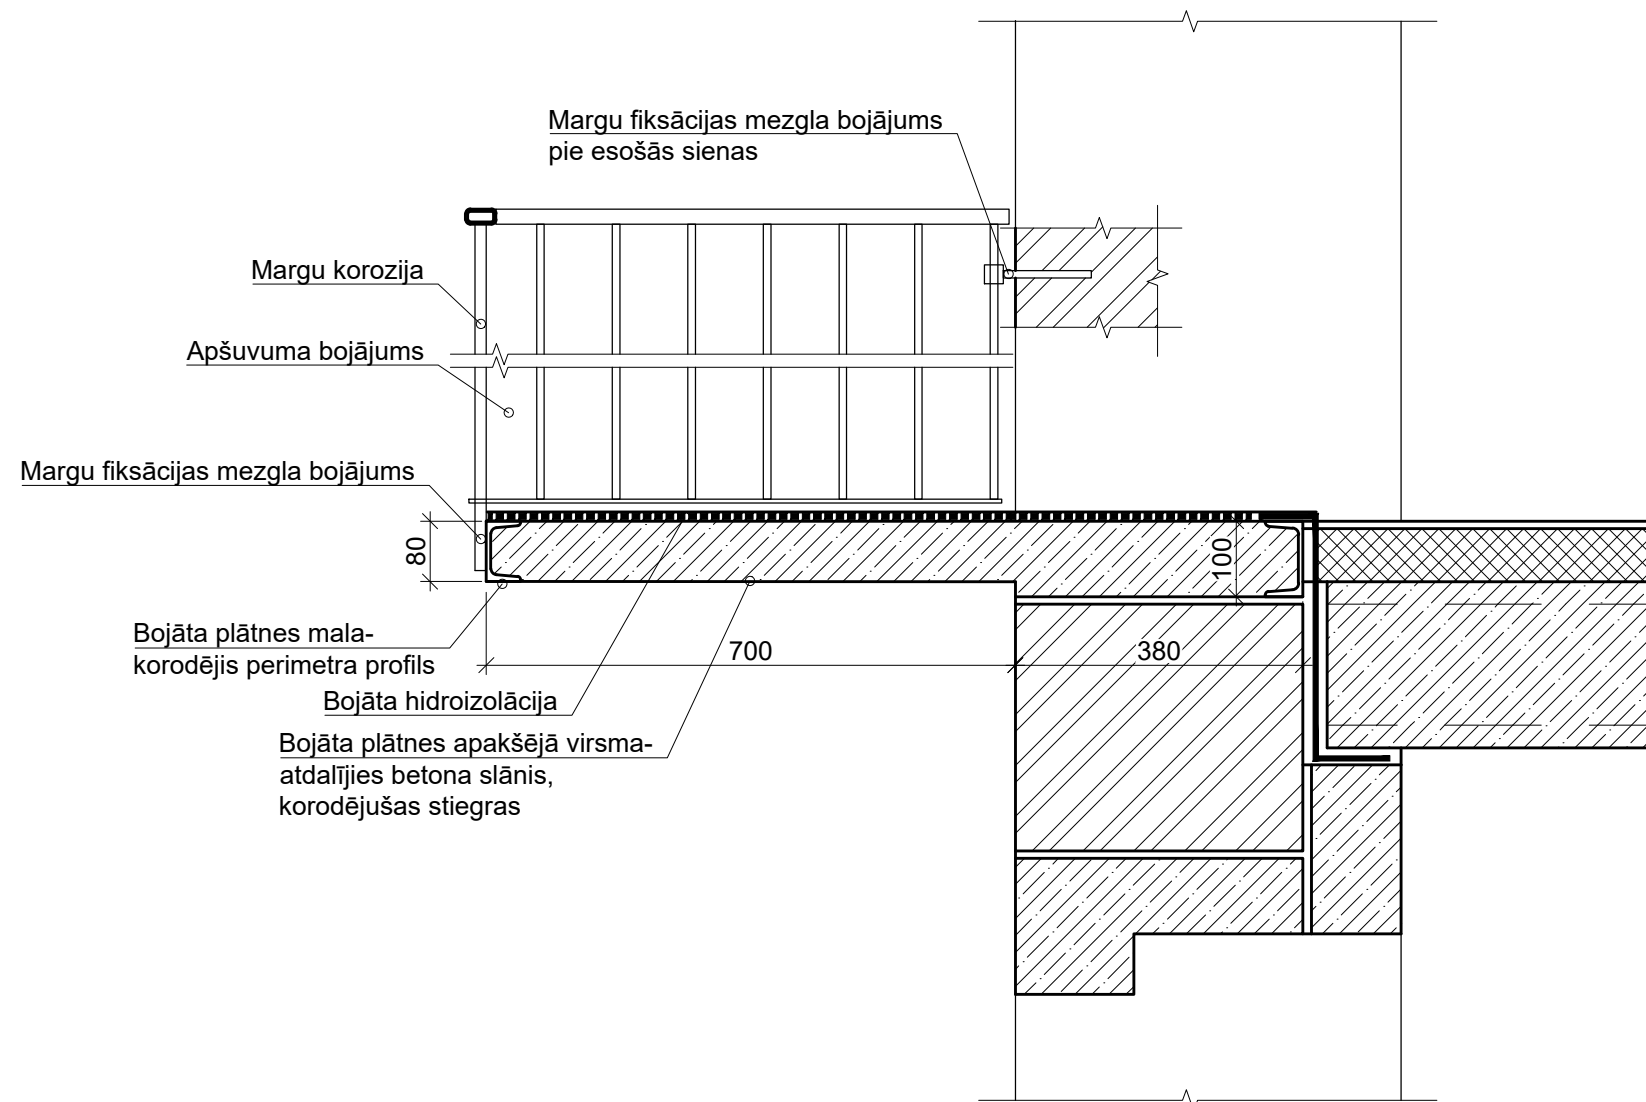 Margu fiksācijas mezgla bojājums
pie esošās sienas
Margu korozija
Apšuvuma bojājums
Margu fiksācijas mezgla bojājums
80
100
Bojāta plātnes mala-
korodējis perimetra profils
700
380
Bojāta hidroizolācija
Bojāta plātnes apakšējā virsma-
atdalījies betona slānis,
korodējušas stiegras